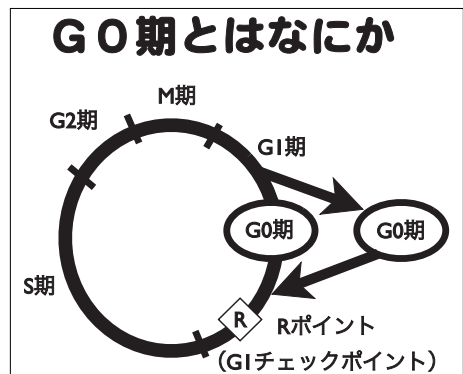 G0期とはなにか
M期
G2期
G1期
G0期
G0期
S期
R
Rポイント
（G1チェックポイント）